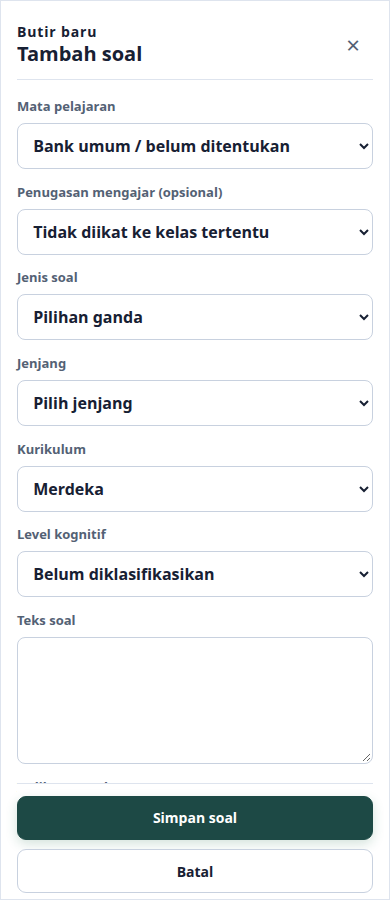 Butir baru
Tambah soal
×
Mata pelajaran
Bank umum / belum ditentukan
Penugasan mengajar (opsional)
Tidak diikat ke kelas tertentu
Jenis soal
Pilihan ganda
Jenjang
Pilih jenjang
Kurikulum
Merdeka
Level kognitif
Belum diklasifikasikan
Teks soal
Simpan soal
Batal